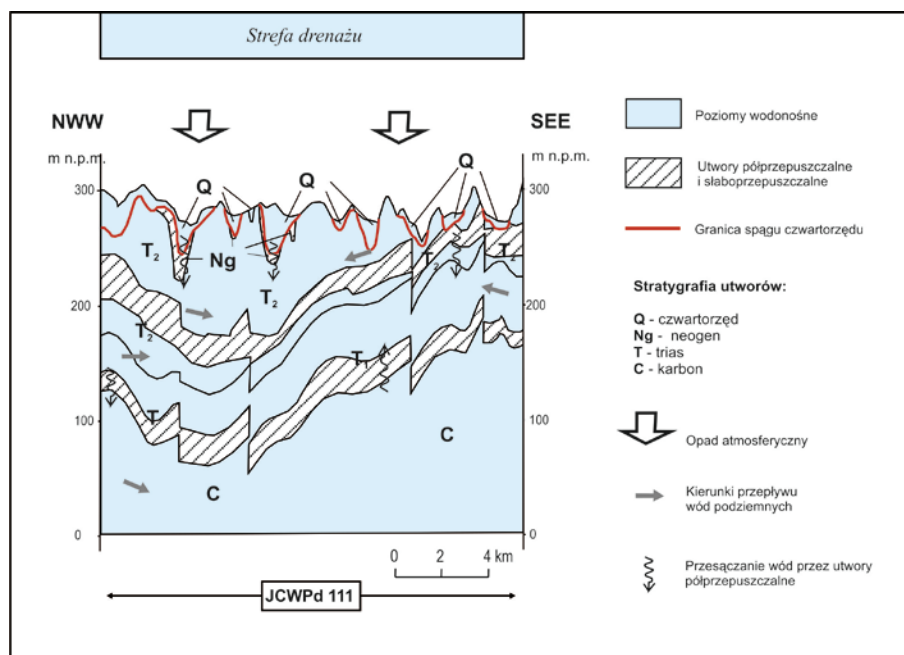 Strefa drenażu
NWW
SEE
m n.p.m.
m n.p.m.
Q
Q
Q
300
300
T2
Ng
T2
T2
T2
200
200
T2
T1
T
100
100
C
C
0
0
0 2 4 km
JCWPd 111
Poziomy wodonośne
Utwory półprzepuszczalne
i słaboprzepuszczalne
Granica spągu czwartorzędu
Stratygrafia utworów:
Q - czwartorzęd
Ng - neogen
T - trias
C - karbon
Opad atmosferyczny
Kierunki przepływu
wód podziemnych
Przesączanie wód przez utwory
półprzepuszczalne